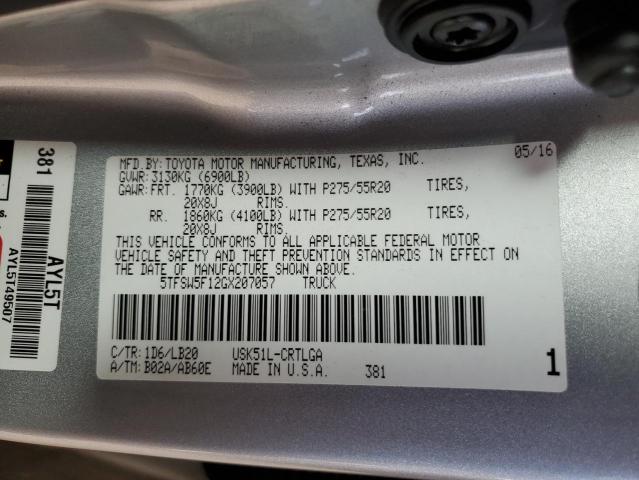 MFD.BY:TOYOTA MOTOR MANUFACTURING, TEXAS, INC. 05/16
GVWR:3130KG (6900LB)
GAWR:FRT. 1770KG (3900LB) WITH P275/55R20 TIRES,
20X8J RIMS.
RR. 1860KG (4100LB) WITH P275/55R20 TIRES,
20X8J RIMS.
THIS VEHICLE CONFORMS TO ALL APPLICABLE FEDERAL MOTOR
VEHICLE SAFETY AND THEFT PREVENTION STANDARDS IN EFFECT ON
THE DATE OF MANUFACTURE SHOWN ABOVE.
5TFSW5F12GX207057 TRUCK
C/TR:1D6/LB20 USK51L-CRTLGA
A/TM:B02A/AB60E MADE IN U.S.A. 381
1
381
AYL5T
AYL5T49507
s.